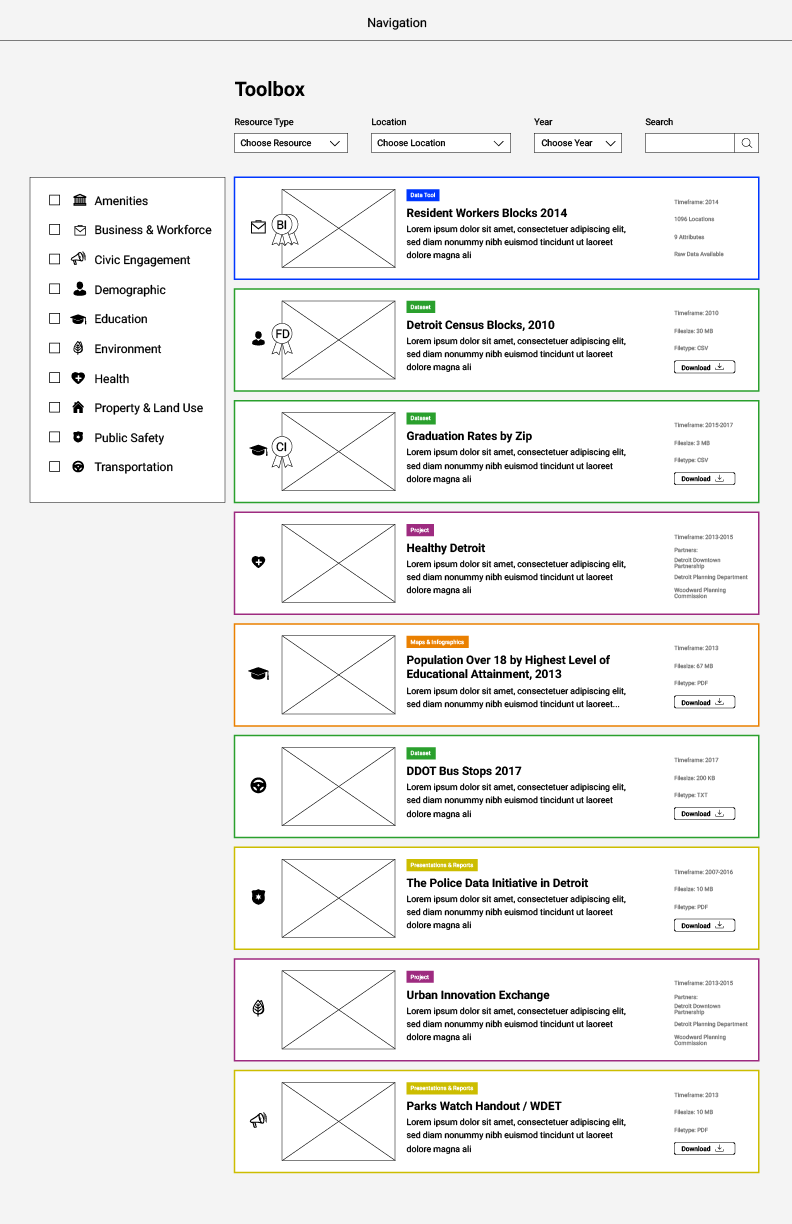 Navigation
Toolbox
Resource Type
Location
Year
Search
Choose Resource
Choose Location
Choose Year
Amenities
Business & Workforce
Civic Engagement
Demographic
Education
Environment
Health
Property & Land Use
Public Safety
Transportation
BI
Data Tool
Resident Workers Blocks 2014
Lorem ipsum dolor sit amet, consectetuer adipiscing elit,
sed diam nonummy nibh euismod tincidunt ut laoreet
dolore magna ali
Timeframe: 2014
1096 Locations
9 Attributes
Raw Data Available
FD
Dataset
Detroit Census Blocks, 2010
Lorem ipsum dolor sit amet, consectetuer adipiscing elit,
sed diam nonummy nibh euismod tincidunt ut laoreet
dolore magna ali
Timeframe: 2010
Filesize: 30 MB
Filetype: CSV
Download
CI
Dataset
Graduation Rates by Zip
Lorem ipsum dolor sit amet, consectetuer adipiscing elit,
sed diam nonummy nibh euismod tincidunt ut laoreet
dolore magna ali
Timeframe: 2015-2017
Filesize: 3 MB
Filetype: CSV
Download
Project
Healthy Detroit
Lorem ipsum dolor sit amet, consectetuer adipiscing elit,
sed diam nonummy nibh euismod tincidunt ut laoreet
dolore magna ali
Timeframe: 2013-2015
Partners:
Detroit Downtown
Partnership
Detroit Planning Department
Woodward Planning
Commission
Maps & Infographics
Population Over 18 by Highest Level of
Educational Attainment, 2013
Lorem ipsum dolor sit amet, consectetuer adipiscing elit,
sed diam nonummy nibh euismod tincidunt ut laoreet...
Timeframe: 2013
Filesize: 67 MB
Filetype: PDF
Download
Dataset
DDOT Bus Stops 2017
Lorem ipsum dolor sit amet, consectetuer adipiscing elit,
sed diam nonummy nibh euismod tincidunt ut laoreet
dolore magna ali
Timeframe: 2017
Filesize: 200 KB
Filetype: TXT
Download
Presentations & Reports
The Police Data Initiative in Detroit
Lorem ipsum dolor sit amet, consectetuer adipiscing elit,
sed diam nonummy nibh euismod tincidunt ut laoreet
dolore magna ali
Timeframe: 2007-2016
Filesize: 10 MB
Filetype: PDF
Download
Project
Urban Innovation Exchange
Lorem ipsum dolor sit amet, consectetuer adipiscing elit,
sed diam nonummy nibh euismod tincidunt ut laoreet
dolore magna ali
Timeframe: 2013-2015
Partners:
Detroit Downtown
Partnership
Detroit Planning Department
Woodward Planning
Commission
Presentations & Reports
Parks Watch Handout / WDET
Lorem ipsum dolor sit amet, consectetuer adipiscing elit,
sed diam nonummy nibh euismod tincidunt ut laoreet
dolore magna ali
Timeframe: 2013
Filesize: 10 MB
Filetype: PDF
Download